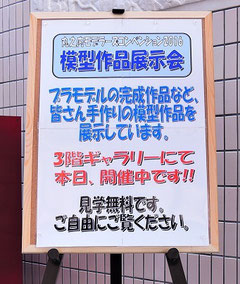 模型作品展示会
プラモデルの完成作品など、
皆さん手作りの模型作品を
展示しています。
3階ギャラリーにて
本日、開催中です!!
見学無料です。
ご自由にご覧ください。